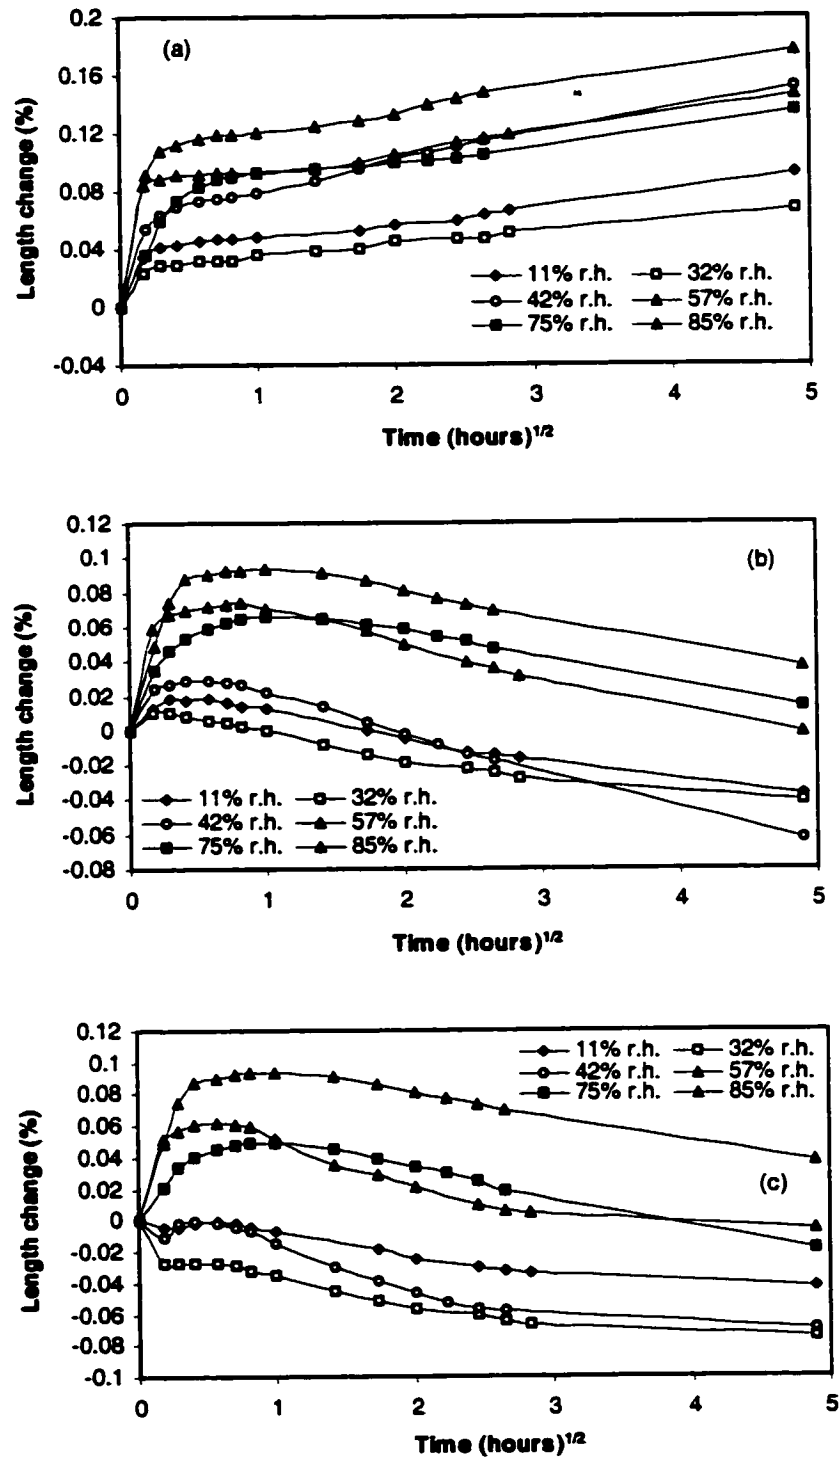 (a)
Length change (%)
0.2
0.16
0.12
0.08
0.04
0
-0.04
11% r.h. 32% r.h.
42% r.h. 57% r.h.
75% r.h. 85% r.h.
0 1 2 3 4 5
Time (hours)1/2
(b)
Length change (%)
0.12
0.1
0.08
0.06
0.04
0.02
0
-0.02
-0.04
-0.06
-0.08
11% r.h. 32% r.h.
42% r.h. 57% r.h.
75% r.h. 85% r.h.
0 1 2 3 4 5
Time (hours)1/2
Length change (%)
0.12
0.1
0.08
0.06
0.04
0.02
0
-0.02
-0.04
-0.06
-0.08
-0.1
11% r.h. 32% r.h.
42% r.h. 57% r.h.
75% r.h. 85% r.h.
(c)
0 1 2 3 4 5
Time (hours)1/2